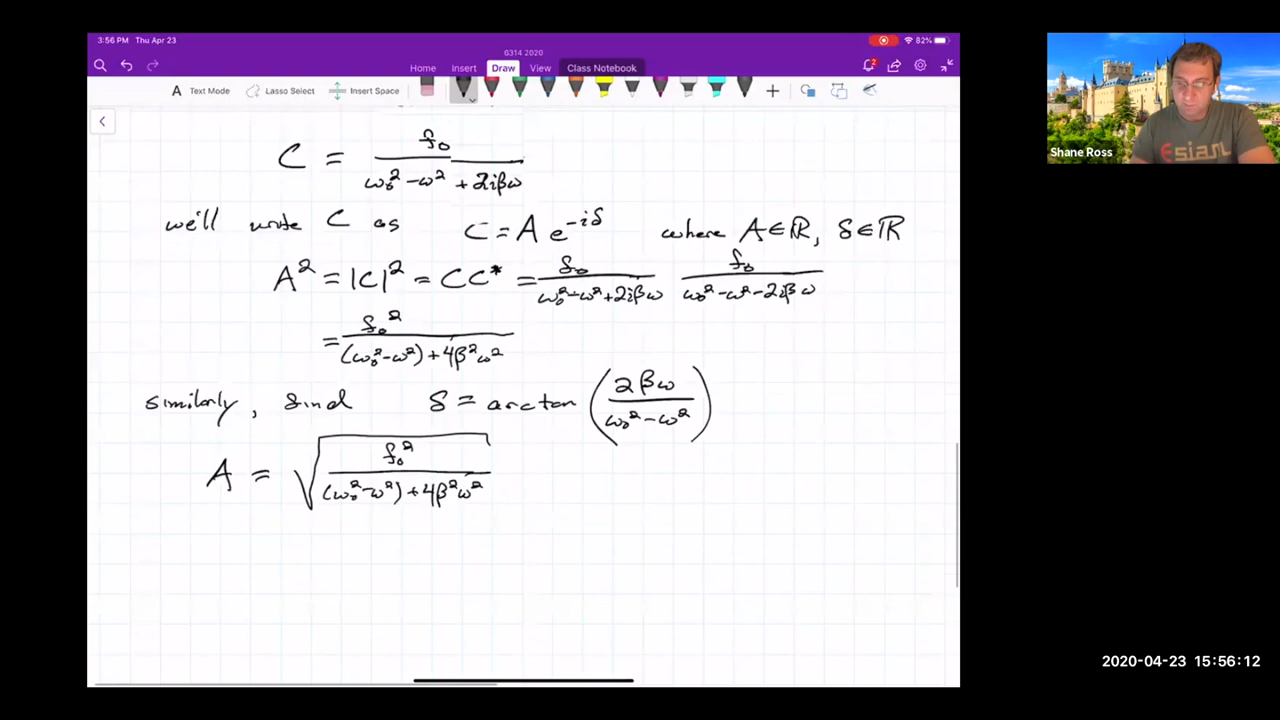 3:56 PM Thu Apr 23
82%
G314 2020
Home Insert Draw View Class Notebook
2
A Text Mode Lasso Select Insert Space
C = f₀ / (ω₀² − ω² + 2iβω)
we'll write C as C = A e^{−iδ} where A ∈ ℝ, δ ∈ ℝ
A² = |C|² = CC* = f₀ / (ω₀² − ω² + 2iβω) f₀ / (ω₀² − ω² − 2iβω)
= f₀² / (ω₀² − ω²) + 4β²ω²
similarly, find δ = arctan (2βω / (ω₀² − ω²))
A = √(f₀² / (ω₀² − ω²) + 4β²ω²)
Shane Ross
2020-04-23 15:56:12